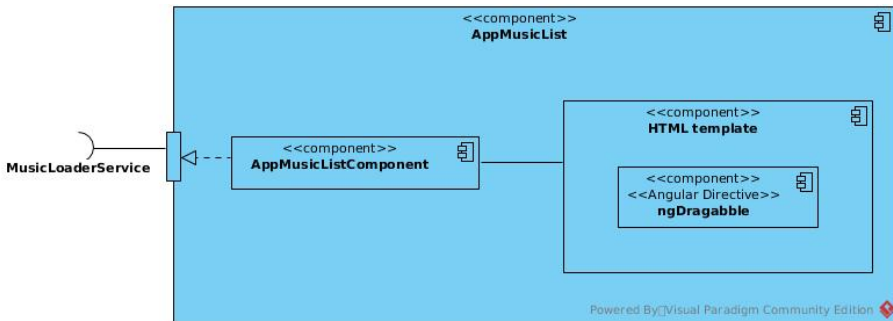 <<component>>
AppMusicList
<<component>>
HTML template
<<component>>
AppMusicListComponent
MusicLoaderService
<<component>>
<<Angular Directive>>
ngDragabble
Powered By Visual Paradigm Community Edition